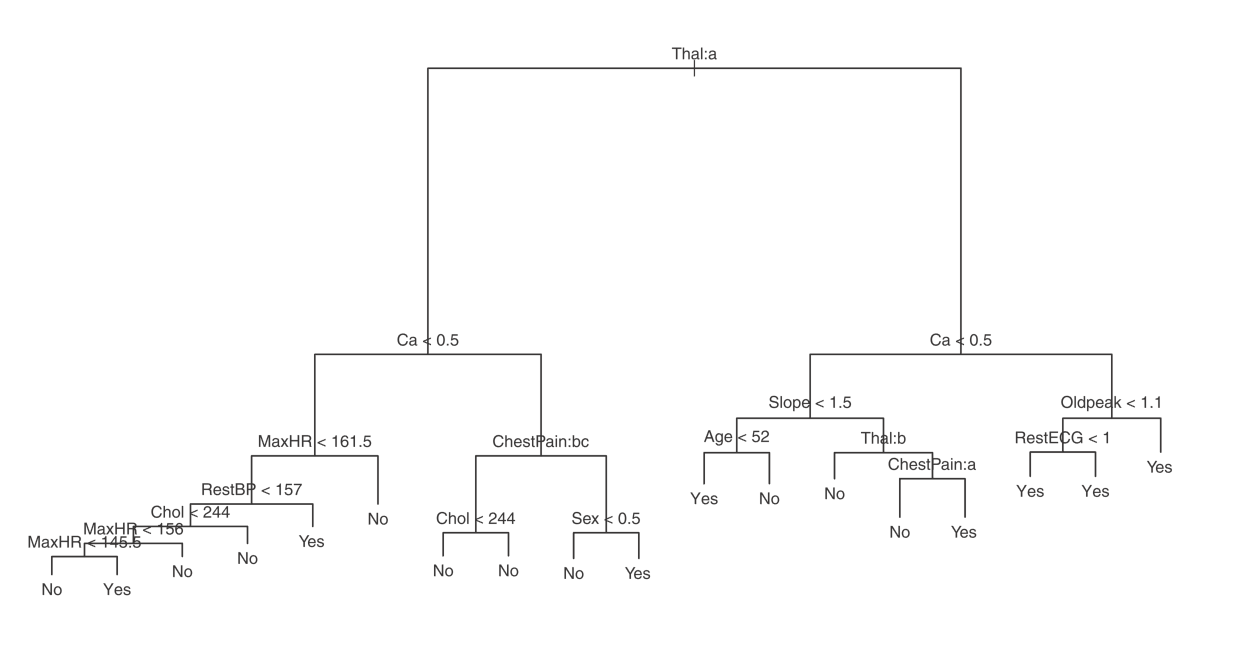 Thal:a
Ca < 0.5
Ca < 0.5
Slope < 1.5
Oldpeak < 1.1
MaxHR < 161.5
ChestPain:bc
Age < 52
Thal:b
RestECG < 1
ChestPain:a
RestBP < 157
Chol < 244
MaxHR < 156
MaxHR < 145.5
Chol < 244
Sex < 0.5
Yes
No
No
Yes
Yes
Yes
No
Yes
No
Yes
No
No
No
No
No
Yes
No
Yes